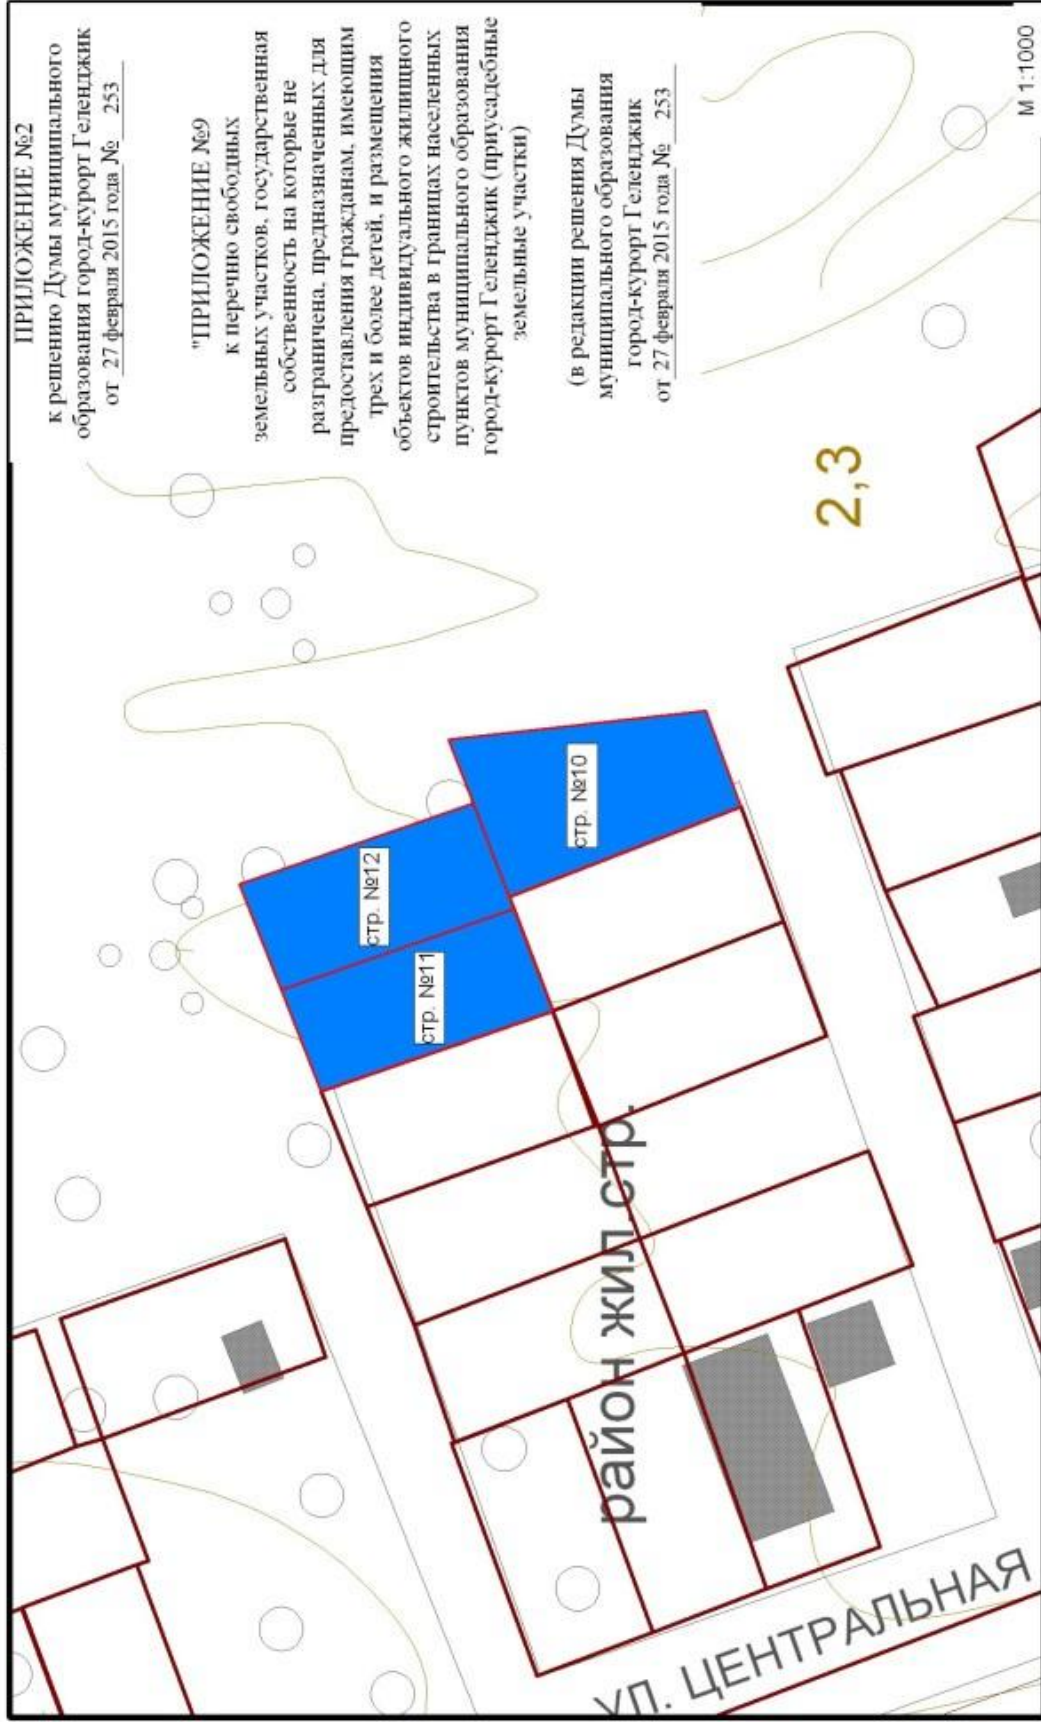 ПРИЛОЖЕНИЕ №2
к решению Думы муниципального
образования город-курорт Геленджик
от 27 февраля 2015 года № 253
"ПРИЛОЖЕНИЕ №9
к перечню свободных
земельных участков, государственная
собственность на которые не
разграничена, предназначенных для
предоставления гражданам, имеющим
трех и более детей, и размещения
объектов индивидуального жилищного
строительства в границах населенных
пунктов муниципального образования
город-курорт Геленджик (приусадебные
земельные участки)
(в редакции решения Думы
муниципального образования
город-курорт Геленджик
от 27 февраля 2015 года № 253
М 1:1000
2,3
стр. №12
стр. №11
стр. №10
район жил.стр.
УЛ. ЦЕНТРАЛЬНАЯ